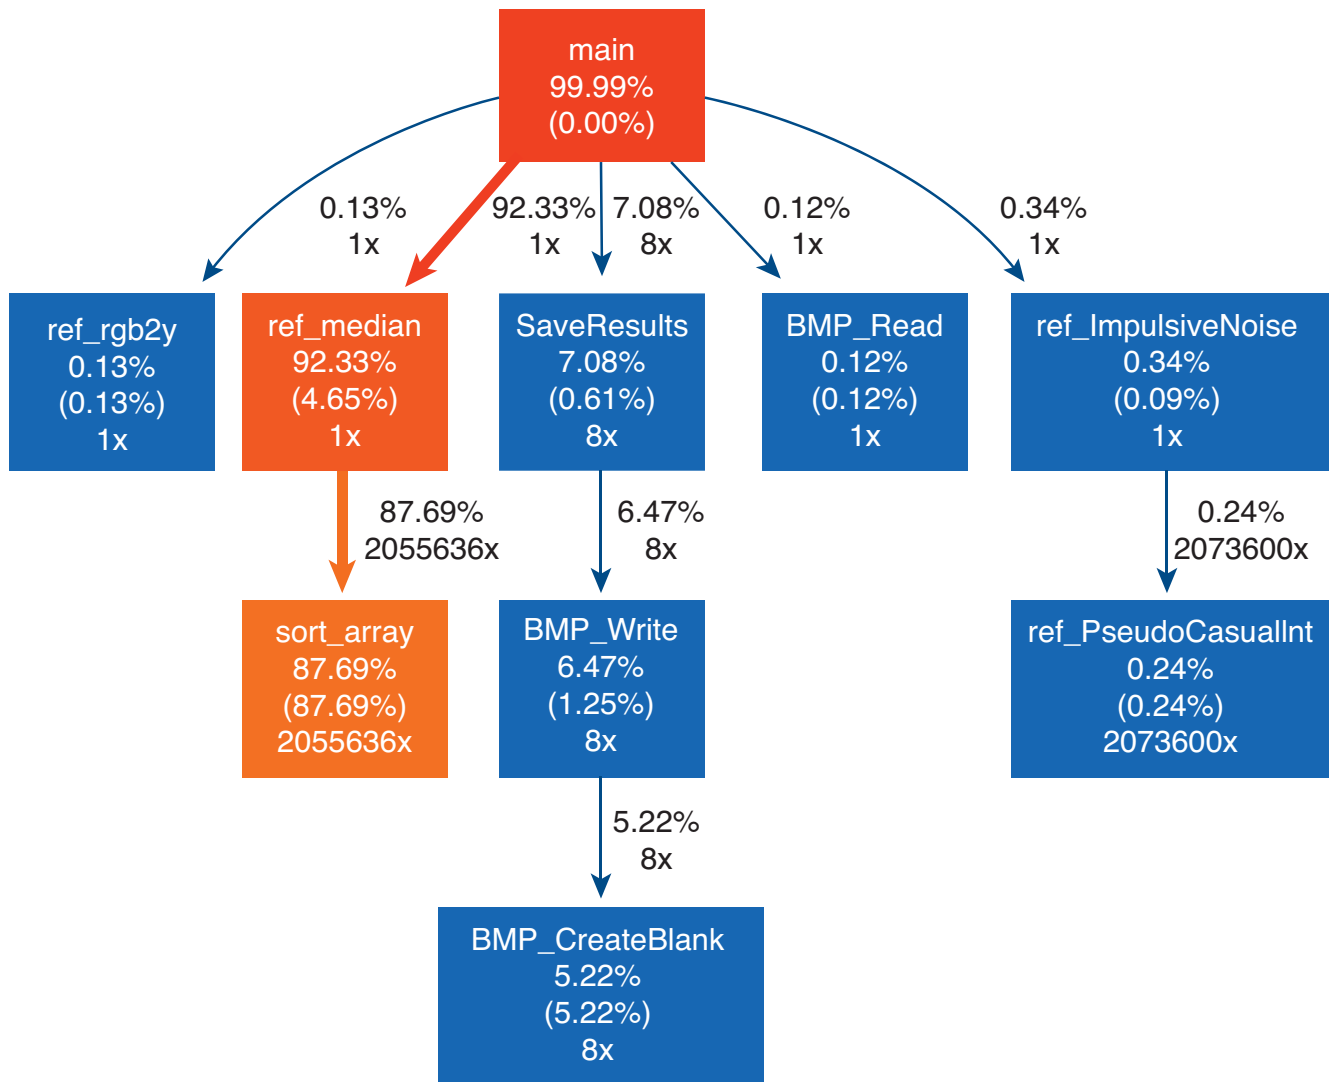 main
99.99%
(0.00%)
0.13%
1x
92.33%
1x
7.08%
8x
0.12%
1x
0.34%
1x
ref_rgb2y
0.13%
(0.13%)
1x
ref_median
92.33%
(4.65%)
1x
SaveResults
7.08%
(0.61%)
8x
BMP_Read
0.12%
(0.12%)
1x
ref_ImpulsiveNoise
0.34%
(0.09%)
1x
87.69%
2055636x
6.47%
8x
0.24%
2073600x
sort_array
87.69%
(87.69%)
2055636x
BMP_Write
6.47%
(1.25%)
8x
ref_PseudoCasualInt
0.24%
(0.24%)
2073600x
5.22%
8x
BMP_CreateBlank
5.22%
(5.22%)
8x